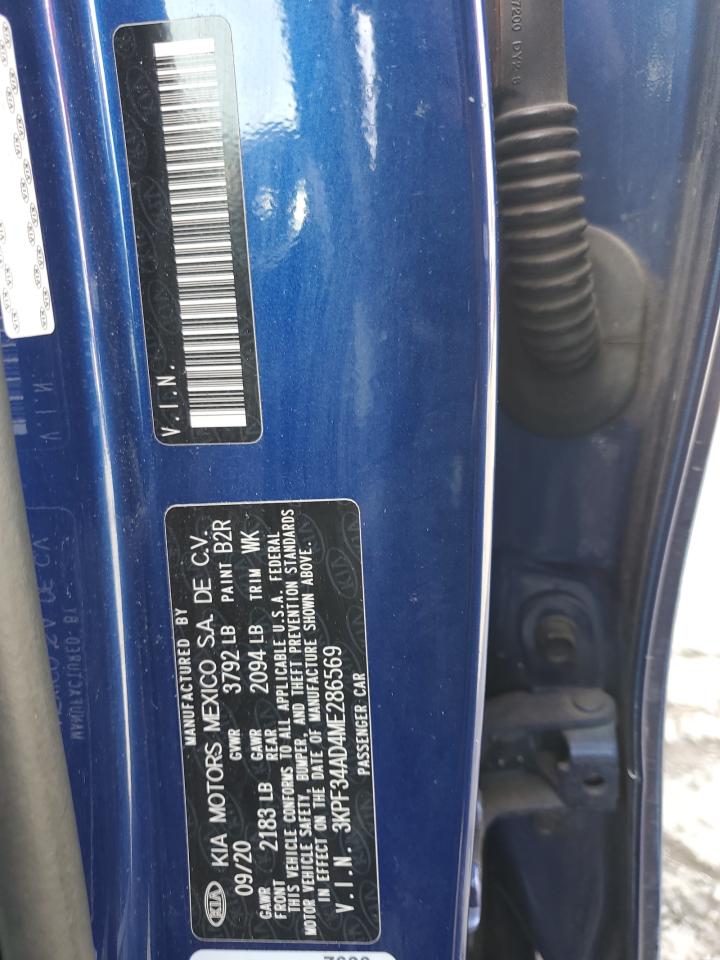 V.I.N.
MANUFACTURED BY
KIA KIA MOTORS MEXICO S.A. DE C.V.
09/20 GVWR 3792 LB PAINT B2R
GAWR FRONT 2183 LB GAWR REAR 2094 LB TRIM WK
THIS VEHICLE CONFORMS TO ALL APPLICABLE U.S.A. FEDERAL
MOTOR VEHICLE SAFETY, BUMPER, AND THEFT PREVENTION STANDARDS
IN EFFECT ON THE DATE OF MANUFACTURE SHOWN ABOVE.
V.I.N. 3KPF34AD4ME286569
PASSENGER CAR